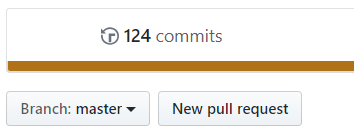 124 commits
Branch: master
New pull request